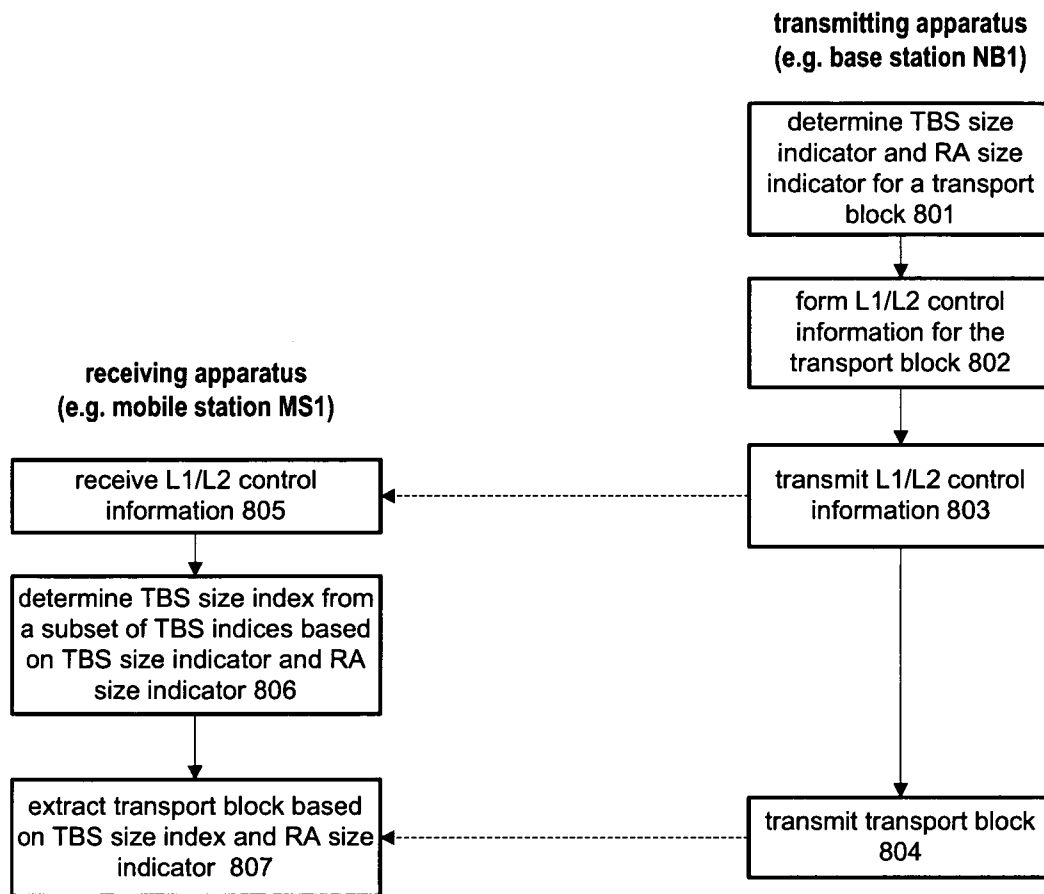 transmitting apparatus
(e.g. base station NB1)
determine TBS size
indicator and RA size
indicator for a transport
block 801
form L1/L2 control
information for the
transport block 802
receiving apparatus
(e.g. mobile station MS1)
receive L1/L2 control
information 805
transmit L1/L2 control
information 803
determine TBS size index from
a subset of TBS indices based
on TBS size indicator and RA
size indicator 806
extract transport block based
on TBS size index and RA size
indicator 807
transmit transport block
804